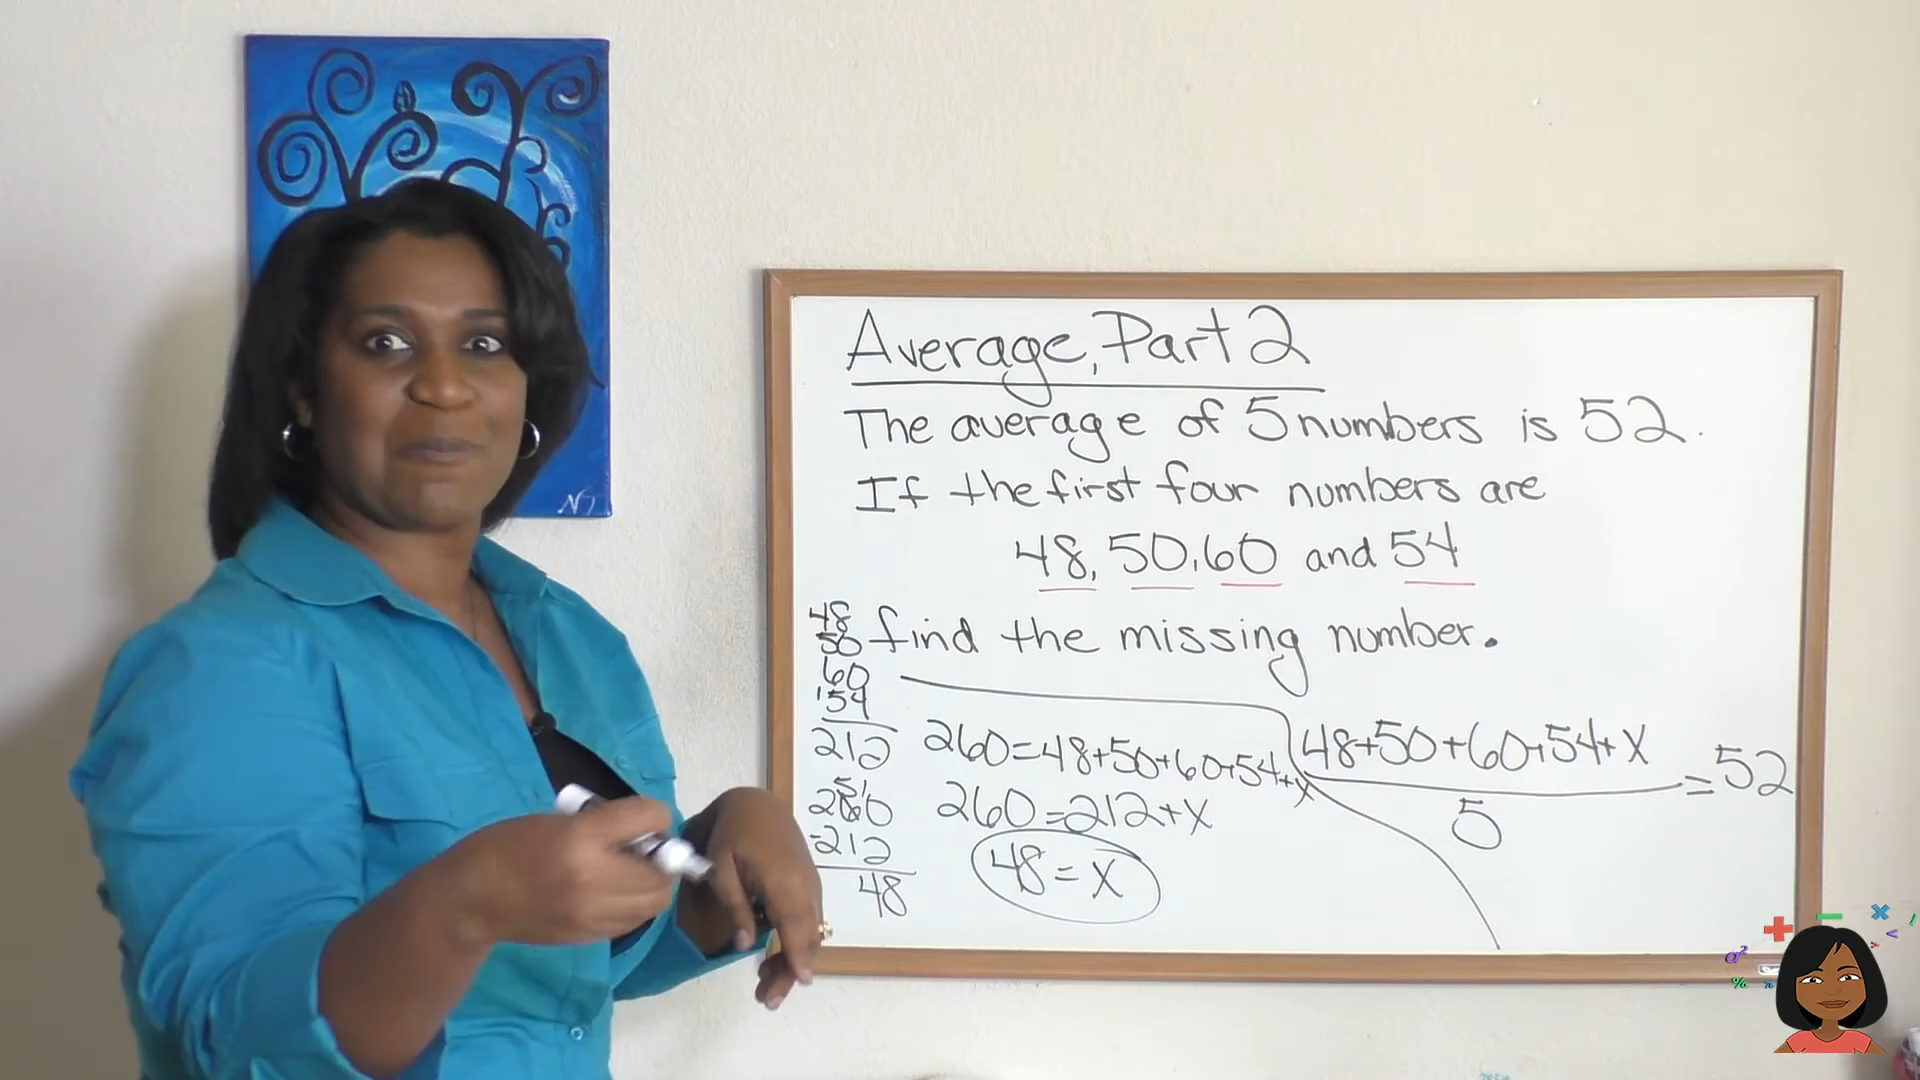 NS
Average, Part 2
The average of 5 numbers is 52.
If the first four numbers are
48, 50, 60 and 54
find the missing number.
48
50
60
54
212
260
-212
48
260=48+50+60+54+x
260=212+x
48=x
48+50+60+54+x
5
=52